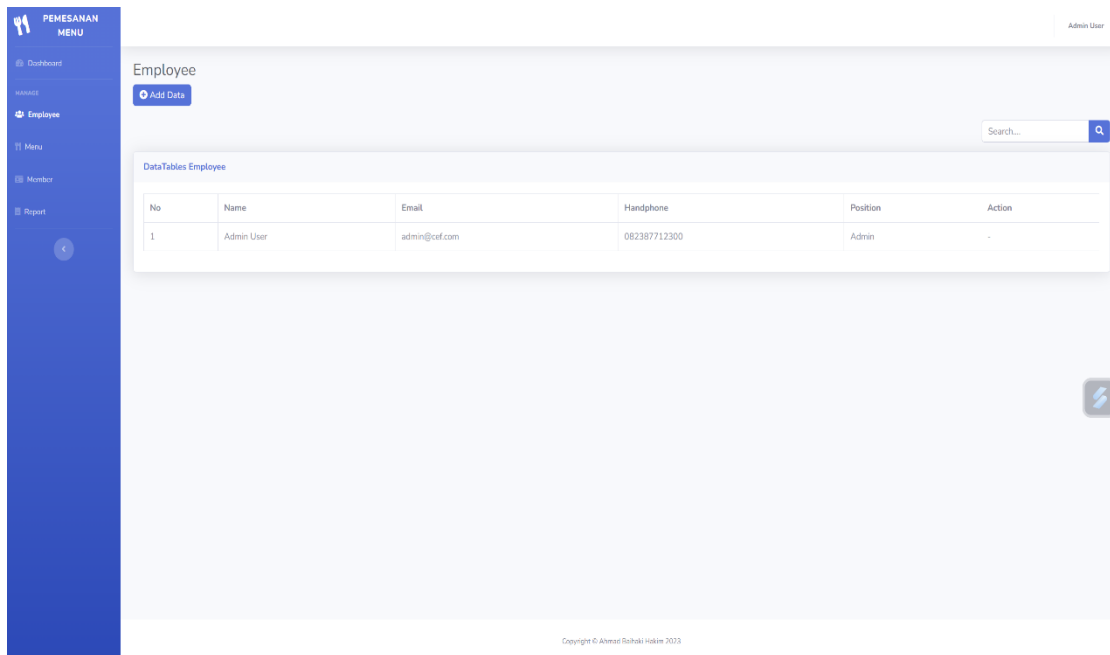 PEMESANAN
MENU
Admin User
Dashboard
MANAGE
Employee
Menu
Member
Report
Employee
Add Data
Search...
DataTables Employee
No Name Email Handphone Position Action
1 Admin User admin@cef.com 082387712300 Admin -
Copyright © Ahmad Raihaki Hakim 2023